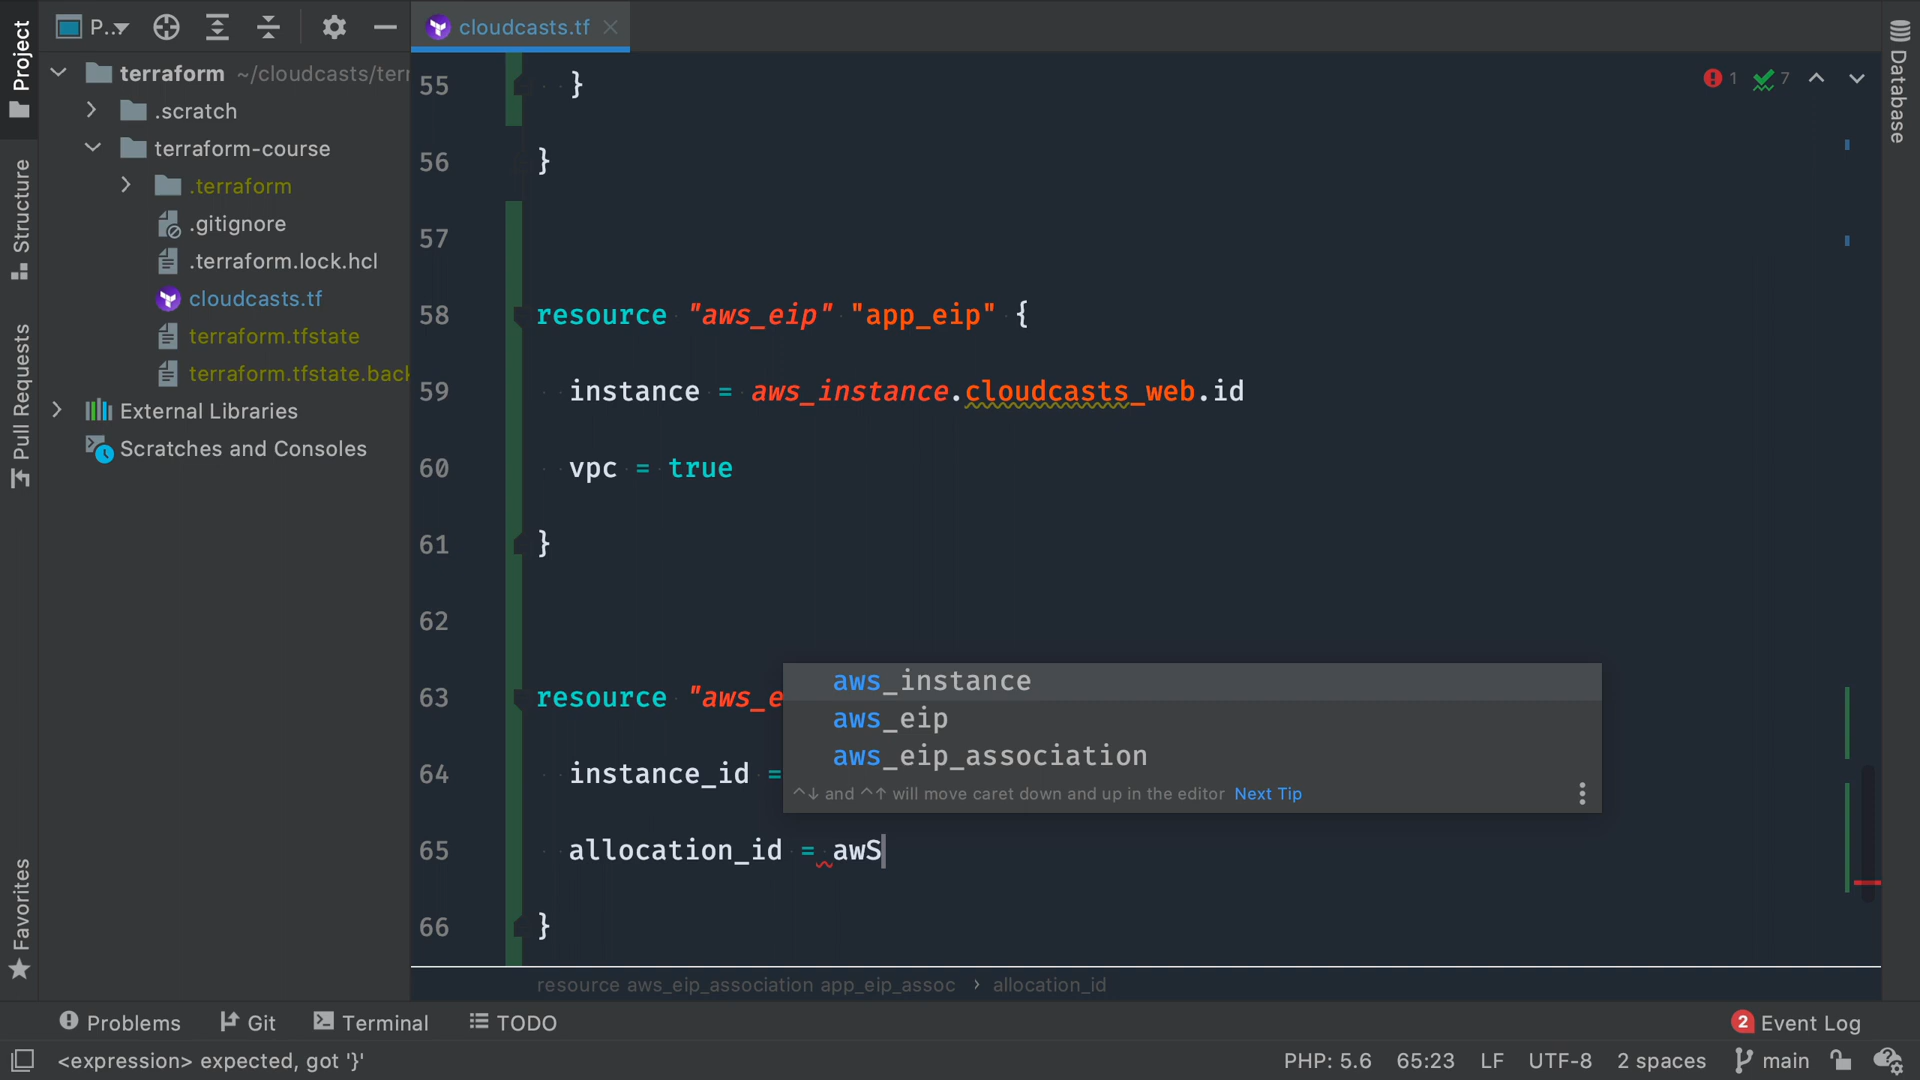 Project
P..
cloudcasts.tf
terraform ~/cloudcasts/terr
.scratch
terraform-course
.terraform
.gitignore
.terraform.lock.hcl
cloudcasts.tf
terraform.tfstate
terraform.tfstate.back
External Libraries
Scratches and Consoles
Structure
Pull Requests
Favorites
Database
1 7
55 }
56 }
57
58 resource "aws_eip" "app_eip" {
59 instance = aws_instance.cloudcasts_web.id
60 vpc = true
61 }
62
63 resource "aws_e
aws_instance
aws_eip
aws_eip_association
^↓ and ^↑ will move caret down and up in the editor Next Tip
64 instance_id =
65 allocation_id = awS
66 }
resource aws_eip_association app_eip_assoc › allocation_id
Problems Git Terminal TODO 2 Event Log
<expression> expected, got '}' PHP: 5.6 65:23 LF UTF-8 2 spaces main